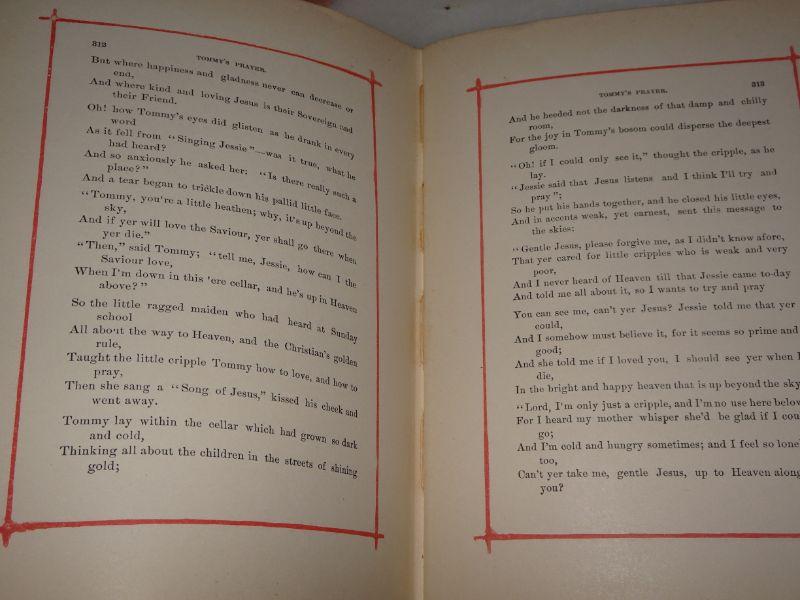 312
TOMMY'S PRAYER.
But where happiness and gladness never can decrease or
end,
And where kind and loving Jesus is their Sovereign and
their Friend.
Oh! how Tommy's eyes did glisten as he drank in every
word
As it fell from "Singing Jessie"—was it true, what he
had heard?
And so anxiously he asked her: "Is there really such a
place?"
And a tear began to trickle down his pallid little face.
"Tommy, you're a little heathen; why, it's up beyond the
sky,
And if yer will love the Saviour, yer shall go there when
yer die."
"Then," said Tommy; "tell me, Jessie, how can I the
Saviour love,
When I'm down in this 'ere cellar, and he's up in Heaven
above?"
So the little ragged maiden who had heard at Sunday
school
All about the way to Heaven, and the Christian's golden
rule,
Taught the little cripple Tommy how to love, and how to
pray,
Then she sang a "Song of Jesus," kissed his cheek and
went away.
Tommy lay within the cellar which had grown so dark
and cold,
Thinking all about the children in the streets of shining
gold;
TOMMY'S PRAYER.
313
And he heeded not the darkness of that damp and chilly
room,
For the joy in Tommy's bosom could disperse the deepest
gloom.
"Oh! if I could only see it," thought the cripple, as he
lay.
"Jessie said that Jesus listens and I think I'll try and
pray";
So he put his hands together, and he closed his little eyes,
And in accents weak, yet earnest, sent this message to
the skies:
"Gentle Jesus, please forgive me, as I didn't know afore,
That yer cared for little cripples who is weak and very
poor,
And I never heard of Heaven till that Jessie came to-day
And told me all about it, so I wants to try and pray
You can see me, can't yer Jesus? Jessie told me that yer
could,
And I somehow must believe it, for it seems so prime and
good;
And she told me if I loved you, I should see yer when I
die,
In the bright and happy heaven that is up beyond the sky
"Lord, I'm only just a cripple, and I'm no use here below
For I heard my mother whisper she'd be glad if I cou
go;
And I'm cold and hungry sometimes; and I feel so lone
too,
Can't yer take me, gentle Jesus, up to Heaven along
you?